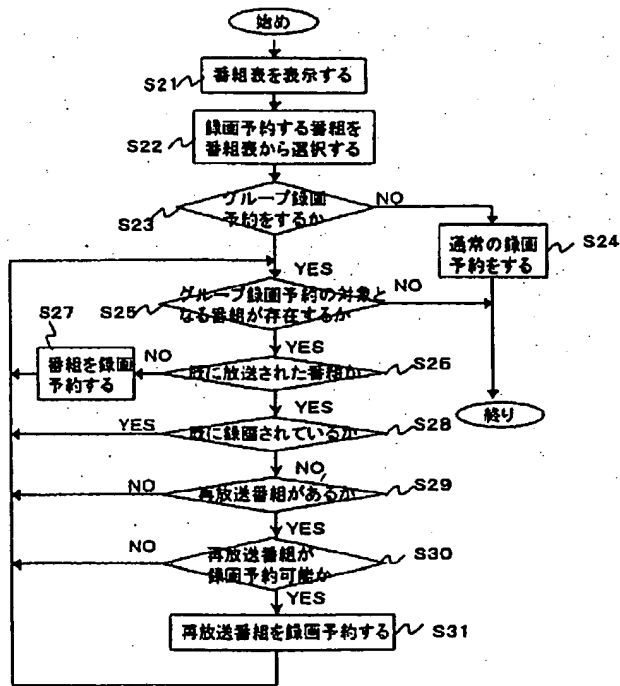 始め
S21
番組表を表示する
S22
録画予約する番組を
番組表から選択する
S23
グループ録画
予約をするか
NO
S24
通常の録画
予約をする
YES
S25
グループ録画予約の対象と
なる番組が存在するか
NO
YES
S27
番組を録画
予約する
NO
既に放送された番組か
S26
YES
終り
YES
既に録画されているか
S28
NO
NO
再放送番組があるか
S29
YES
NO
再放送番組が
録画予約可能か
S30
YES
再放送番組を録画予約する
S31